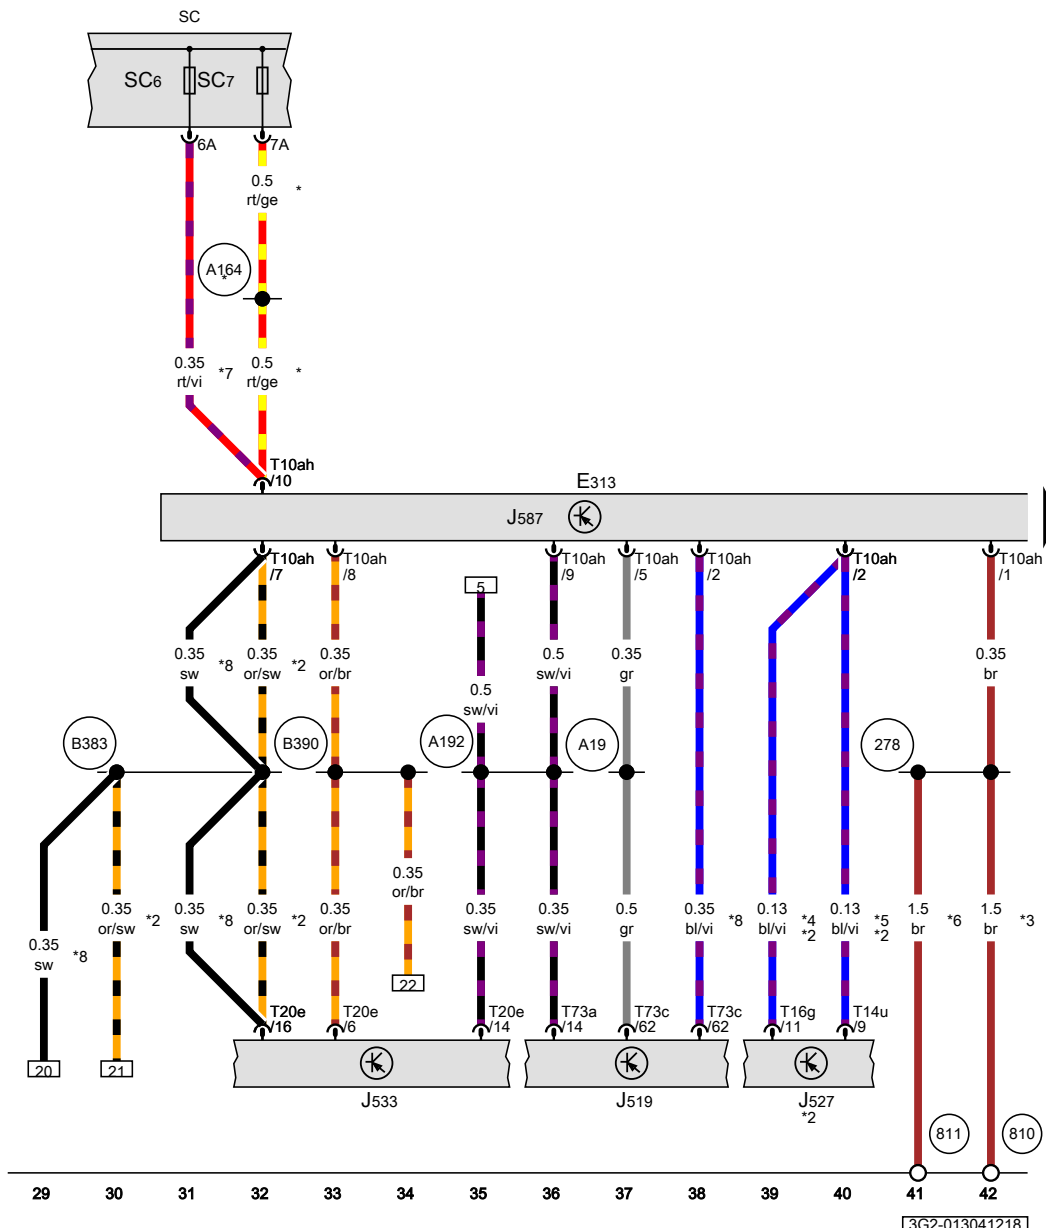 SC
SC6 SC7
6A 7A
0.5
rt/ge *
A164
*
0.35
rt/vi *7
0.5
rt/ge *
T10ah
/10
E313
J587
T10ah
/7
T10ah
/8
T10ah
/9
T10ah
/5
T10ah
/2
T10ah
/2
T10ah
/1
5
0.35
sw *8
0.35
or/sw *2
0.35
or/br
0.5
sw/vi
0.5
sw/vi
0.35
gr
0.35
br
B383 B390 A192 A19 278
0.35
or/br
0.35
sw *8
0.35
or/sw *2
0.35
sw *8
0.35
or/sw *2
0.35
or/br
0.35
sw/vi
0.35
sw/vi
0.5
gr
0.35
bl/vi *8
0.13
bl/vi *4
*2
0.13
bl/vi *5
*2
1.5
br *6
1.5
br *3
22
T20e
/16
T20e
/6
T20e
/14
T73a
/14
T73c
/62
T73c
/62
T16g
/11
T14u
/9
20 21
J533 J519 J527
*2
811 810
29 30 31 32 33 34 35 36 37 38 39 40 41 42
3G2-013041218